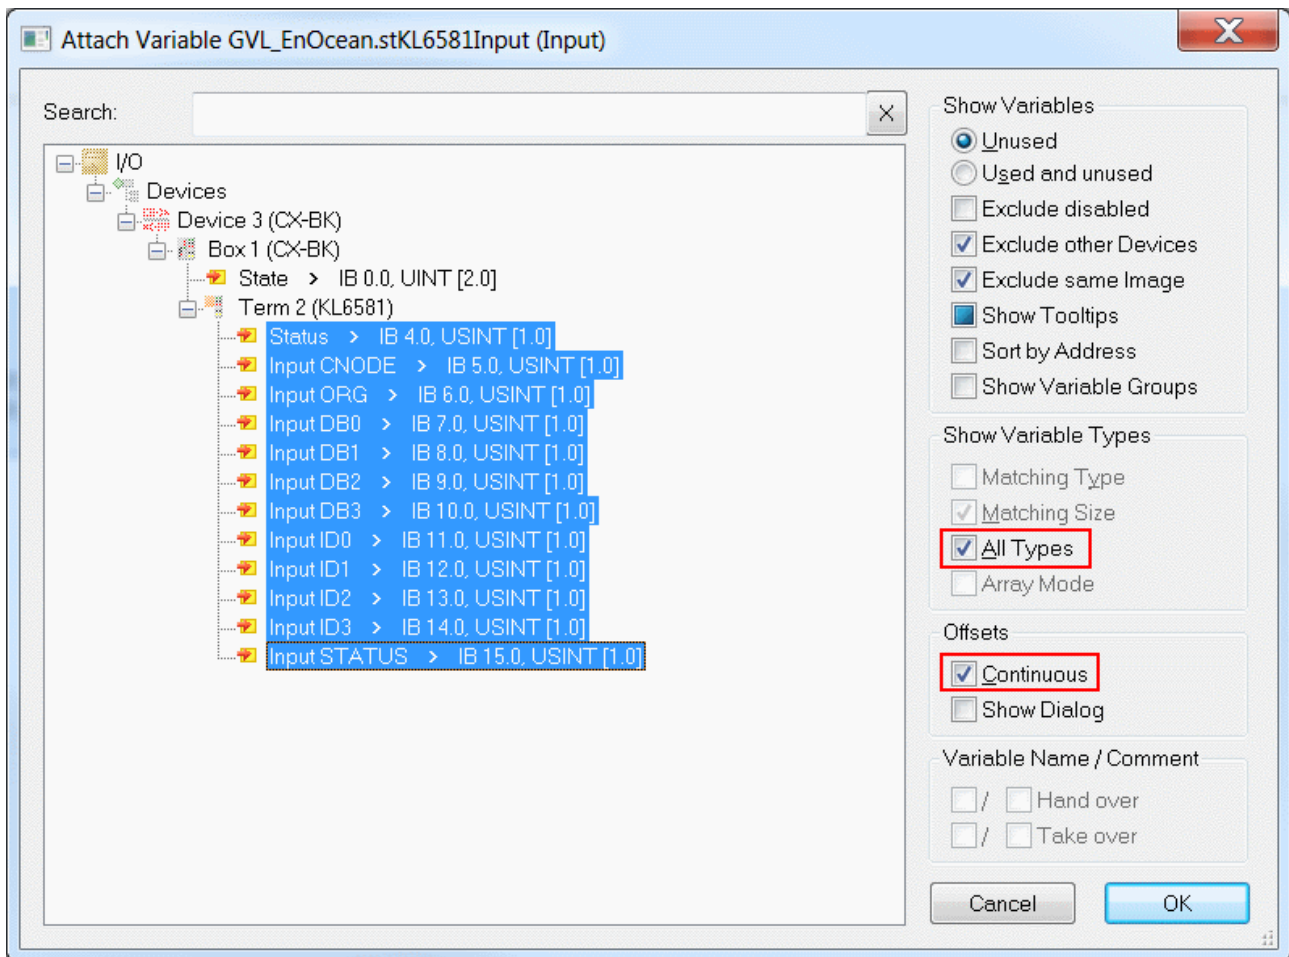 Attach Variable GVL_EnOcean.stKL6581Input (Input)
Search:
I/O
Devices
Device 3 (CX-BK)
Box 1 (CX-BK)
State > IB 0.0, UINT [2.0]
Term 2 (KL6581)
Status > IB 4.0, USINT [1.0]
Input CNODE > IB 5.0, USINT [1.0]
Input ORG > IB 6.0, USINT [1.0]
Input DB0 > IB 7.0, USINT [1.0]
Input DB1 > IB 8.0, USINT [1.0]
Input DB2 > IB 9.0, USINT [1.0]
Input DB3 > IB 10.0, USINT [1.0]
Input ID0 > IB 11.0, USINT [1.0]
Input ID1 > IB 12.0, USINT [1.0]
Input ID2 > IB 13.0, USINT [1.0]
Input ID3 > IB 14.0, USINT [1.0]
Input STATUS > IB 15.0, USINT [1.0]
Show Variables
Unused
Used and unused
Exclude disabled
Exclude other Devices
Exclude same Image
Show Tooltips
Sort by Address
Show Variable Groups
Show Variable Types
Matching Type
Matching Size
All Types
Array Mode
Offsets
Continuous
Show Dialog
Variable Name / Comment
/ Hand over
/ Take over
Cancel
OK